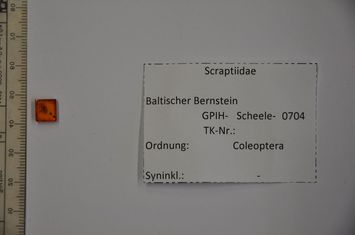 Scraptiidae
Baltischer Bernstein
GPIH- Scheele- 0704
TK-Nr.:
Ordnung: Coleoptera
Syninkl.: -